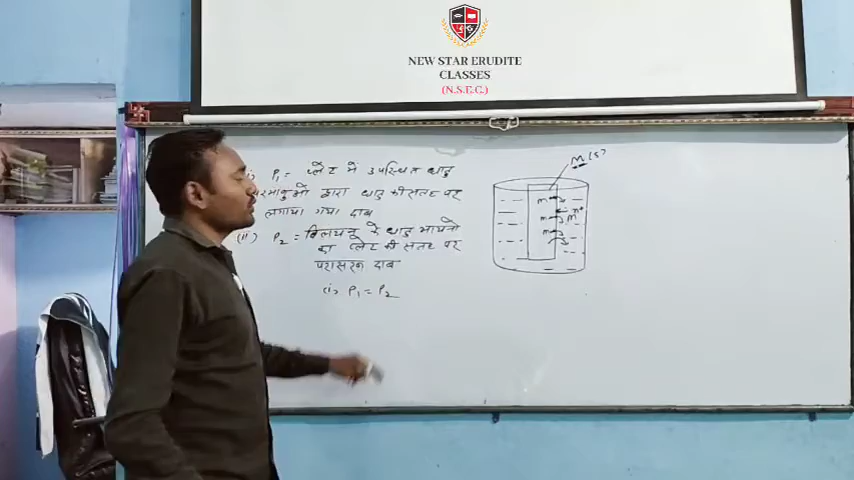 NEW STAR ERUDITE
CLASSES
(N.S.E.C.)
P₁ = प्लेट में उपस्थित धातु
परमाणुओं द्वारा धातु की सतह पर
लगाया गया दाब
(ii) P₂ = विलयन के धातु आयनो
का प्लेट की सतह पर
परासरण दाब
(i) P₁ = P₂
M(s)
m
m
m
m